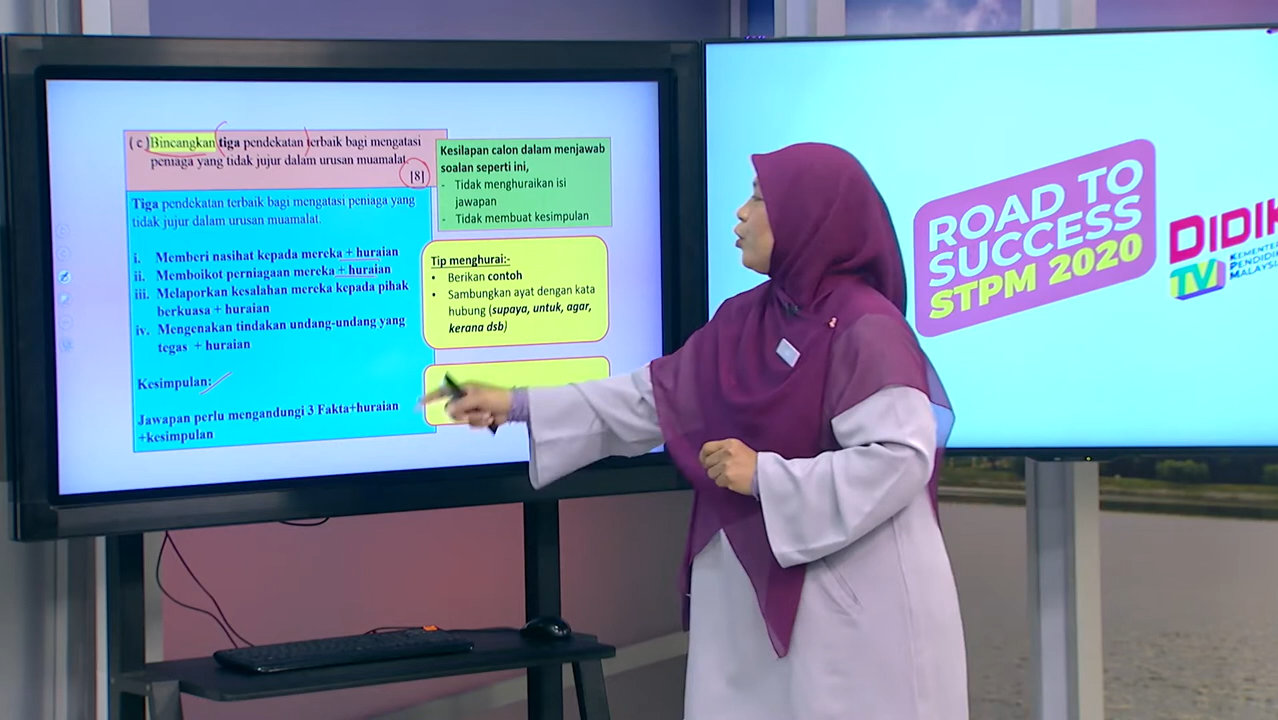 ( c ) Bincangkan tiga pendekatan terbaik bagi mengatasi
peniaga yang tidak jujur dalam urusan muamalat.
[8]
Tiga pendekatan terbaik bagi mengatasi peniaga yang
tidak jujur dalam urusan muamalat.
i. Memberi nasihat kepada mereka + huraian
ii. Memboikot perniagaan mereka + huraian
iii. Melaporkan kesalahan mereka kepada pihak
berkuasa + huraian
iv. Mengenakan tindakan undang-undang yang
tegas + huraian
Kesimpulan:
Jawapan perlu mengandungi 3 Fakta+huraian
+kesimpulan
Kesilapan calon dalam menjawab
soalan seperti ini,
- Tidak menghuraikan isi
jawapan
- Tidak membuat kesimpulan
Tip menghurai:-
• Berikan contoh
• Sambungkan ayat dengan kata
hubung (supaya, untuk, agar,
kerana dsb)
ROAD TO
SUCCESS
STPM 2020
DIDIK
TV
KEMENTE
PENDIDI
MALAYSI